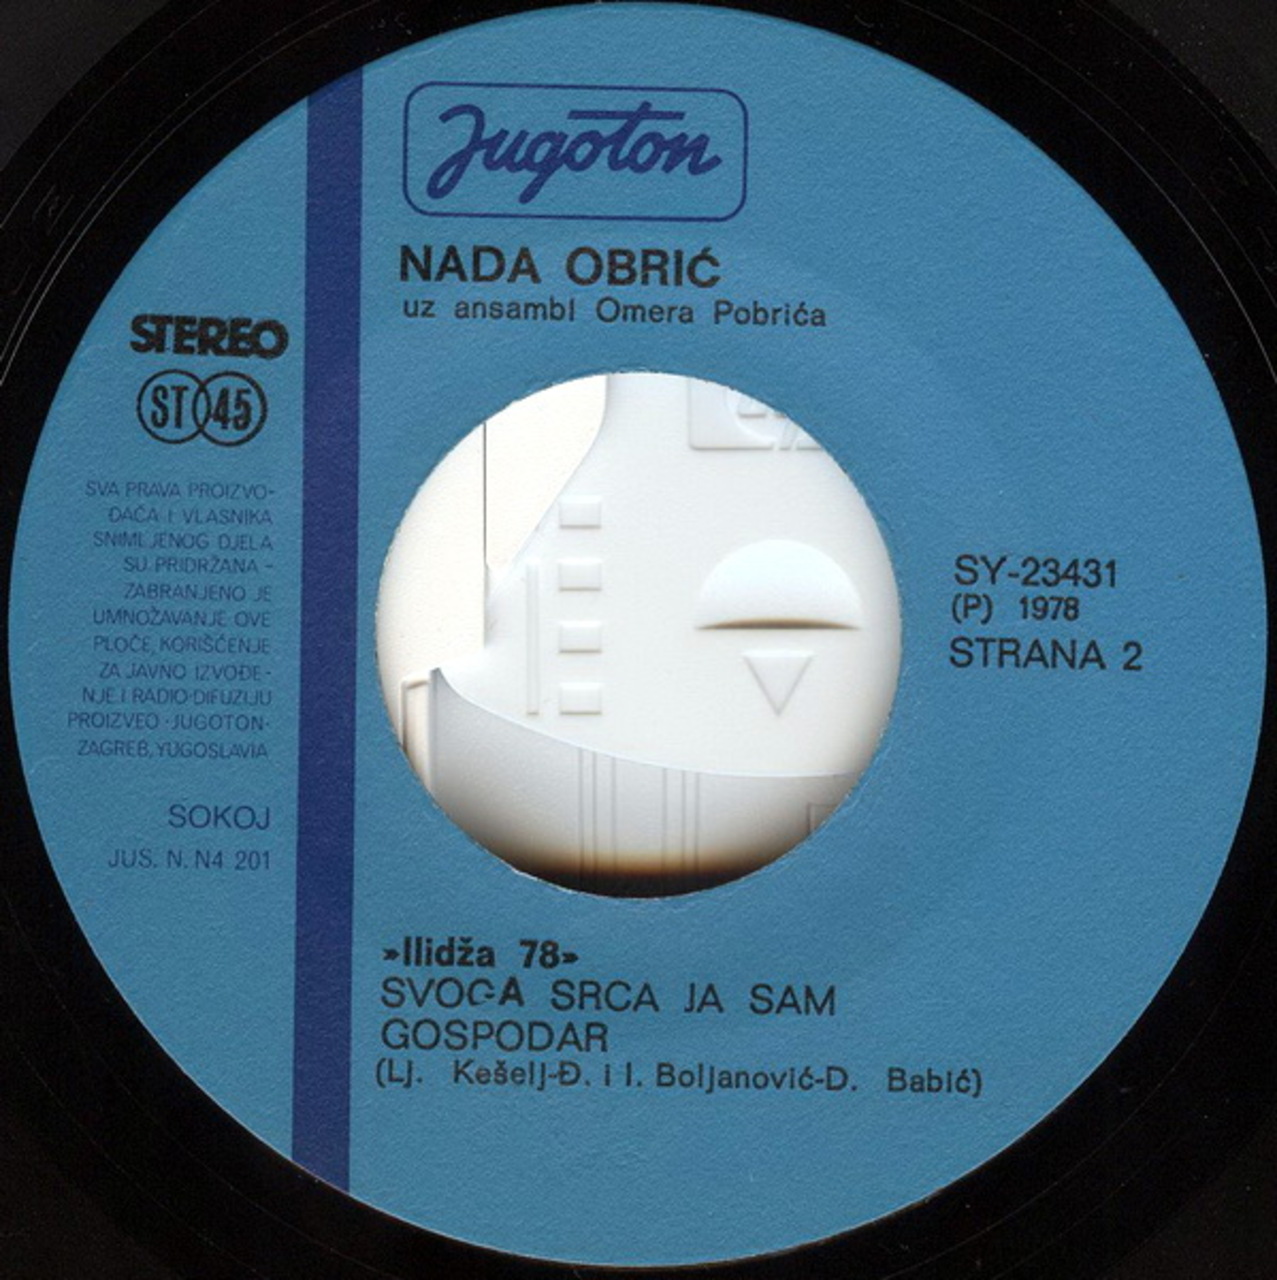 Jugoton
NADA OBRIĆ
uz ansambl Omera Pobrića
STEREO
ST 45
SVA PRAVA PROIZVO-
ĐAČA I VLASNIKA
SNIMLJENOG DJELA
SU PRIDRŽANA -
ZABRANJENO JE
UMNOŽAVANJE OVE
PLOČE, KORIŠĆENJE
ZA JAVNO IZVOĐE-
NJE I RADIO-DIFUZIJU
PROIZVEO-JUGOTON-
ZAGREB, YUGOSLAVIA
SOKOJ
JUS. N. N4 201
SY-23431
(P) 1978
STRANA 2
»Ilidža 78»
SVOGA SRCA JA SAM
GOSPODAR
(Lj. Kešelj-Đ. i I. Boljanović-D. Babić)